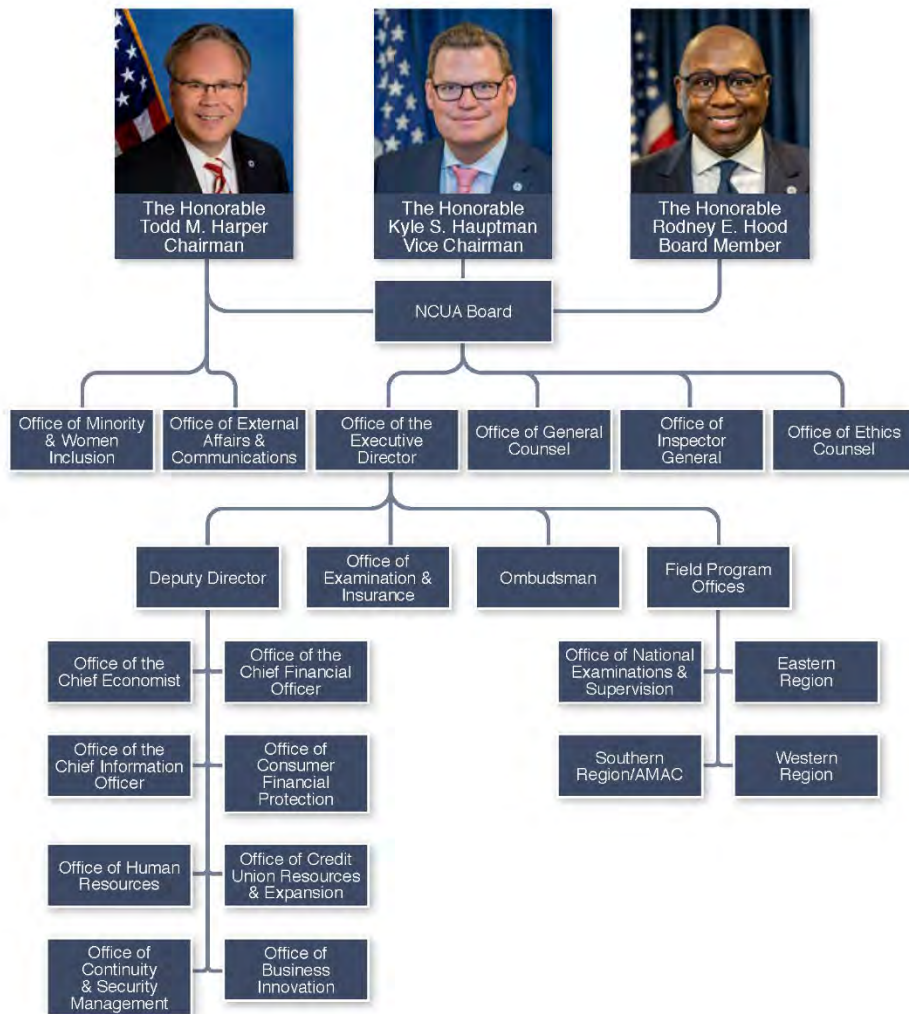 The Honorable
Todd M. Harper
Chairman
The Honorable
Kyle S. Hauptman
Vice Chairman
The Honorable
Rodney E. Hood
Board Member
NCUA Board
Office of Minority
& Women
Inclusion
Office of External
Affairs &
Communications
Office of the
Executive
Director
Office of General
Counsel
Office of
Inspector
General
Office of Ethics
Counsel
Deputy Director
Office of
Examination &
Insurance
Ombudsman
Field Program
Offices
Office of the
Chief Economist
Office of the
Chief Financial
Officer
Office of National
Examinations &
Supervision
Eastern
Region
Office of the
Chief Information
Officer
Office of
Consumer
Financial
Protection
Southern
Region/AMAC
Western
Region
Office of Human
Resources
Office of Credit
Union Resources
& Expansion
Office of
Continuity
& Security
Management
Office of
Business
Innovation